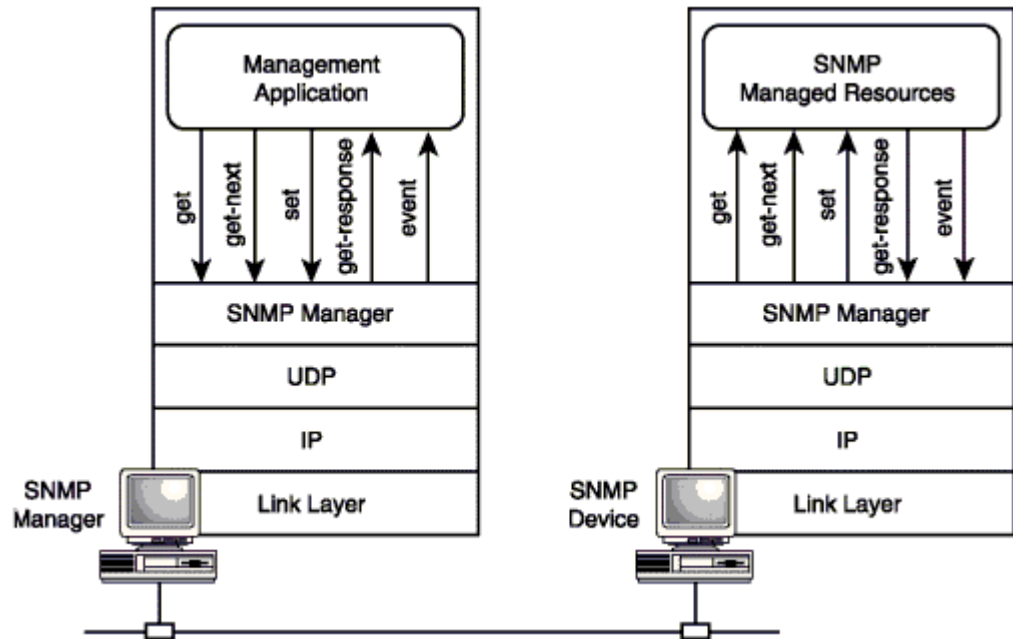 Management
Application
get
get-next
set
get-response
event
SNMP Manager
UDP
IP
Link Layer
SNMP
Manager
SNMP
Managed Resources
get
get-next
set
get-response
event
SNMP Manager
UDP
IP
Link Layer
SNMP
Device